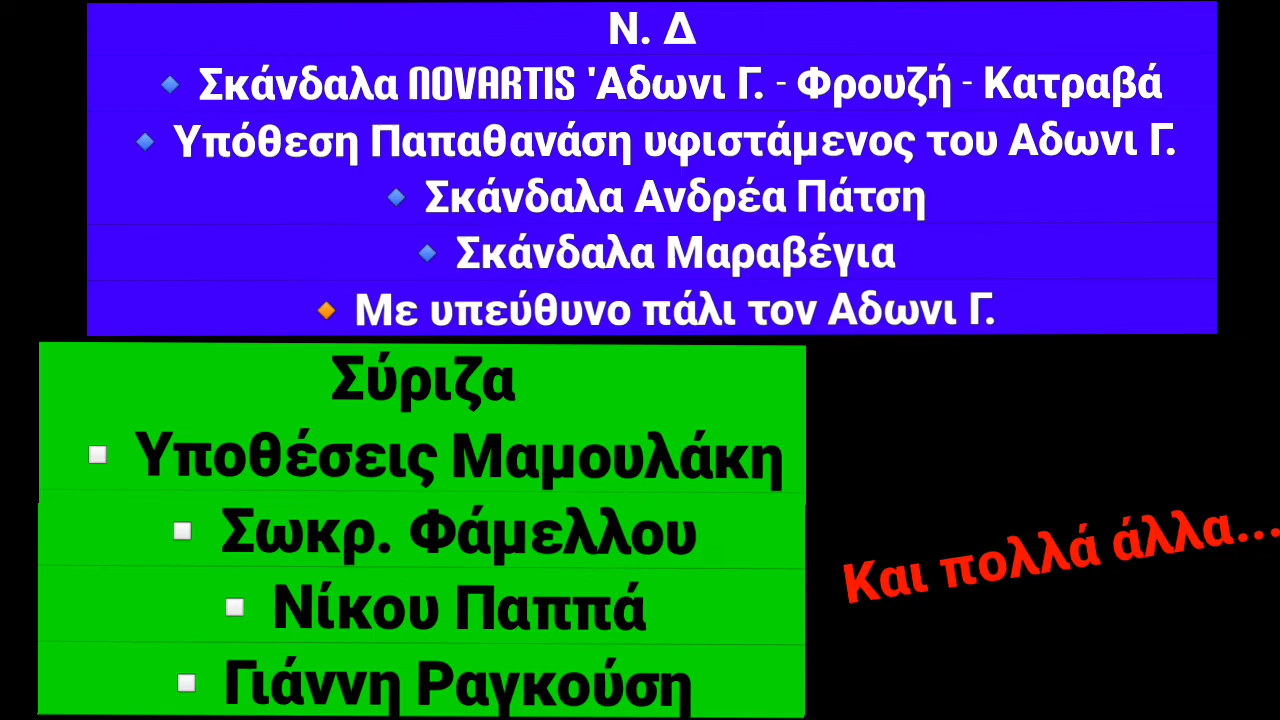 Ν. Δ
🔹 Σκάνδαλα NOVARTIS 'Αδωνι Γ. - Φρουζή - Κατραβά
🔹 Υπόθεση Παπαθανάση υφιστάμενος του Αδωνι Γ.
🔹 Σκάνδαλα Ανδρέα Πάτση
🔹 Σκάνδαλα Μαραβέγια
🔸 Με υπεύθυνο πάλι τον Αδωνι Γ.
Σύριζα
▫️ Υποθέσεις Μαμουλάκη
▫️ Σωκρ. Φάμελλου
▫️ Νίκου Παππά
▫️ Γιάννη Ραγκούση
Και πολλά άλλα...